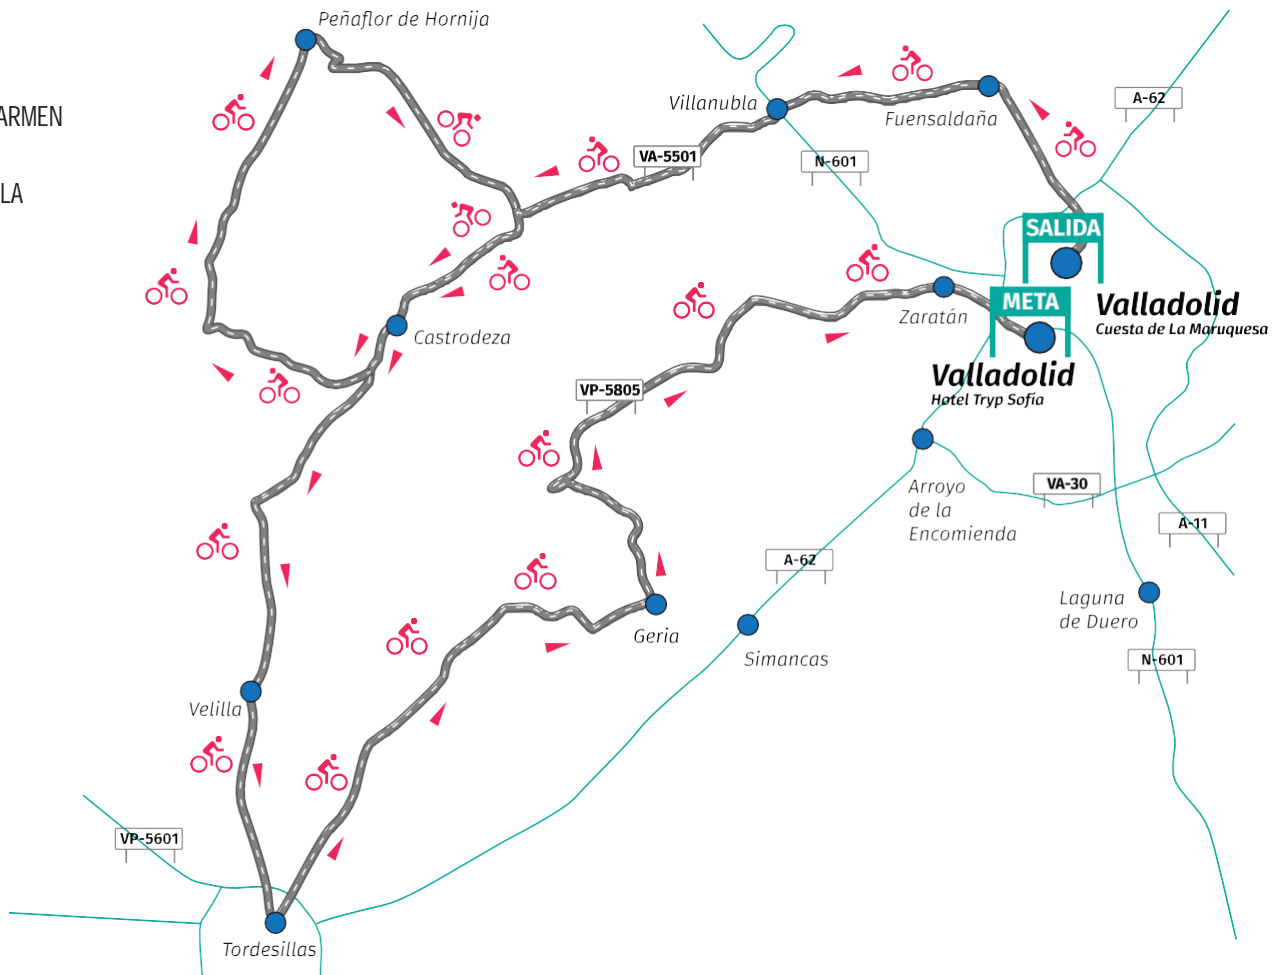 Peñaflor de Hornija
ARMEN
LA
Villanubla
Fuensaldaña
A-62
VA-5501
N-601
SALIDA
META
Valladolid
Cuesta de La Maruquesa
Zaratán
Castrodeza
Valladolid
Hotel Tryp Sofía
VP-5805
Arroyo
de la
Encomienda
VA-30
A-11
A-62
Laguna
de Duero
Geria
Simancas
N-601
Velilla
VP-5601
Tordesillas